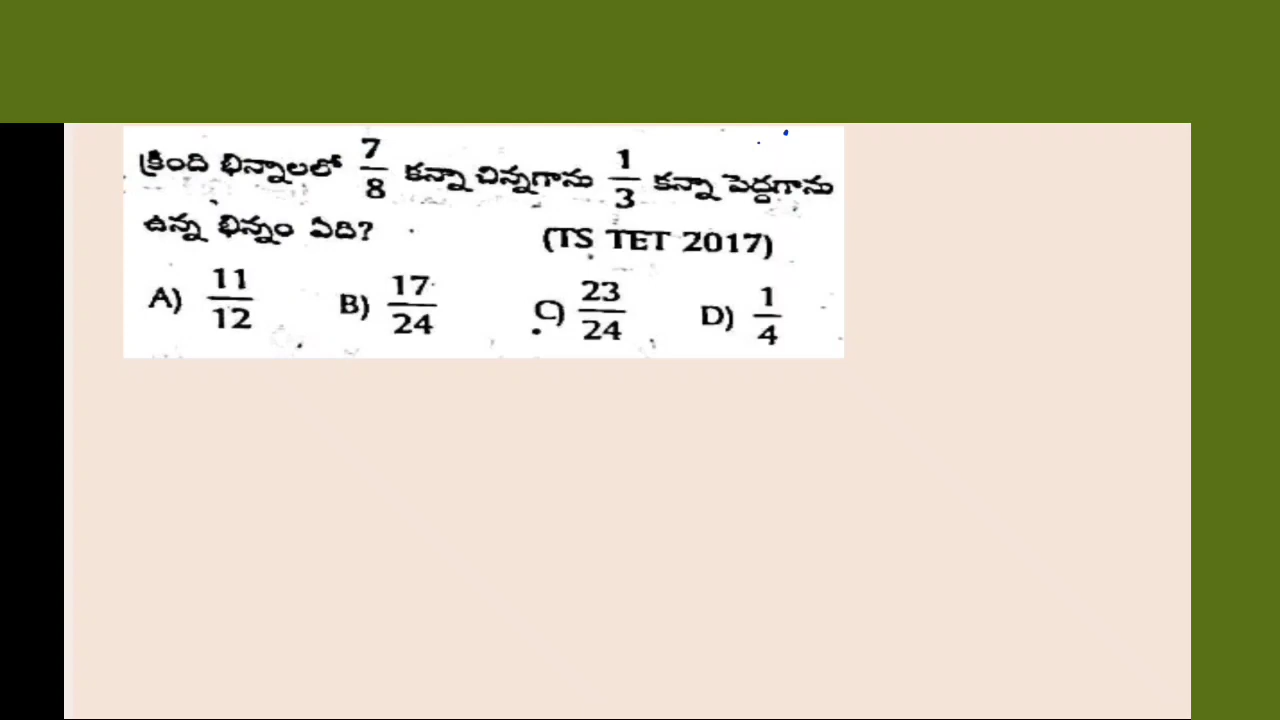 క్రింది భిన్నాలలో 7/8 కన్నా చిన్నగాను 1/3 కన్నా పెద్దగాను
ఉన్న భిన్నం ఏది? (TS TET 2017)
A) 11/12 B) 17/24 C) 23/24 D) 1/4